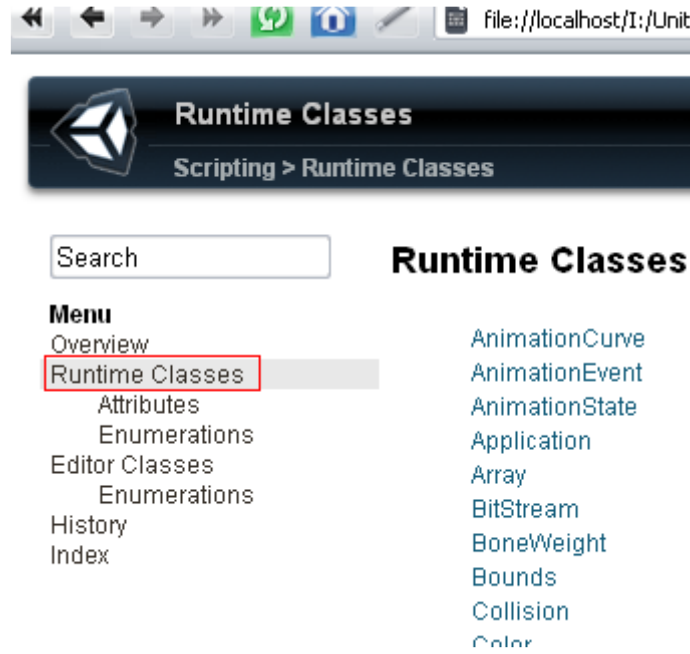 file://localhost/I:/Unit
Runtime Classes
Scripting > Runtime Classes
Search
Menu
Overview
Runtime Classes
Attributes
Enumerations
Editor Classes
Enumerations
History
Index
Runtime Classes
AnimationCurve
AnimationEvent
AnimationState
Application
Array
BitStream
BoneWeight
Bounds
Collision
Color